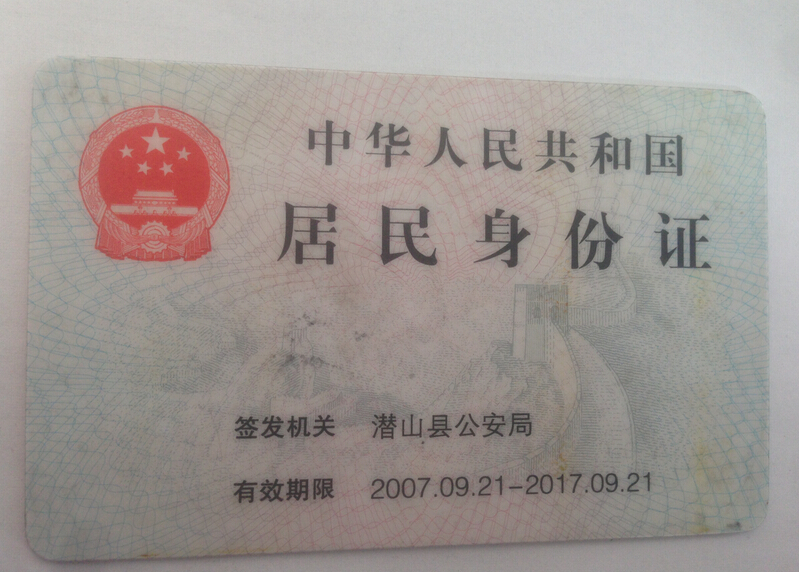 中华人民共和国
居民身份证
签发机关 潜山县公安局
有效期限 2007.09.21-2017.09.21